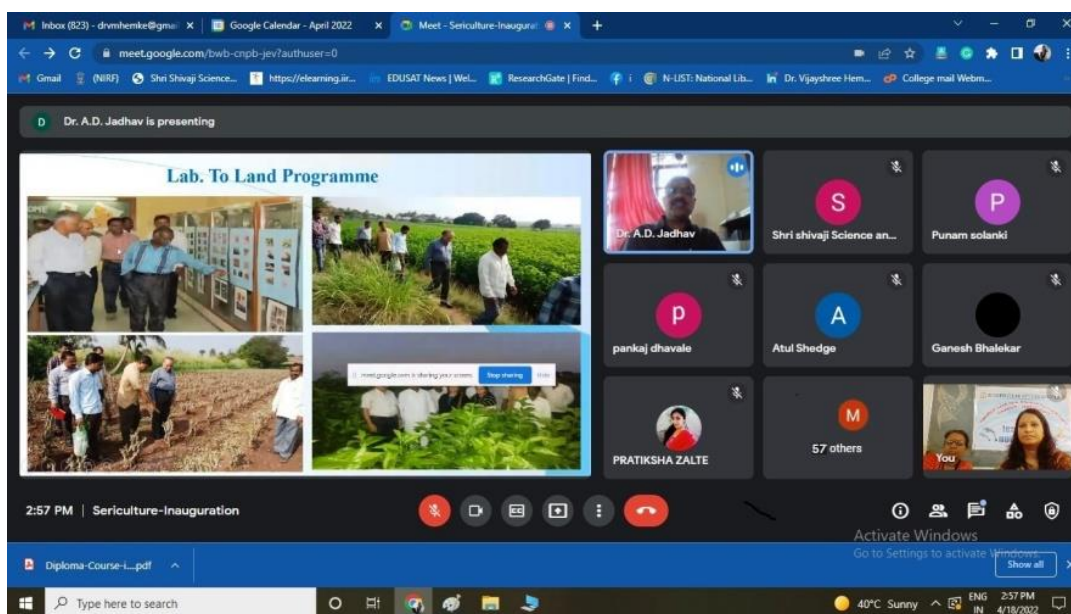 Inbox (823) - drvmhemke@gmai
Google Calendar - April 2022
Meet - Sericulture-Inaugurat
meet.google.com/bwb-cnpb-jev?authuser=0
Gmail
(NIRF)
Shri Shivaji Science...
https://elearning.iir...
EDUSAT News | Wel...
ResearchGate | Find...
i
N-LIST: National Lib...
Dr. Vijayshree Hem...
College mail Webm...
D Dr. A.D. Jadhav is presenting
Lab. To Land Programme
meet.google.com is sharing your screen. Stop sharing Hide
Dr. A.D. Jadhav
S
Shri shivaji Science an...
P
Punam solanki
p
pankaj dhavale
A
Atul Shedge
Ganesh Bhalekar
PRATIKSHA ZALTE
M
57 others
You
2:57 PM | Sericulture-Inauguration
CC
Activate Windows
Go to Settings to activate Windows.
Diploma-Course-i....pdf
Show all
Type here to search
40°C Sunny
ENG
IN
2:57 PM
4/18/2022